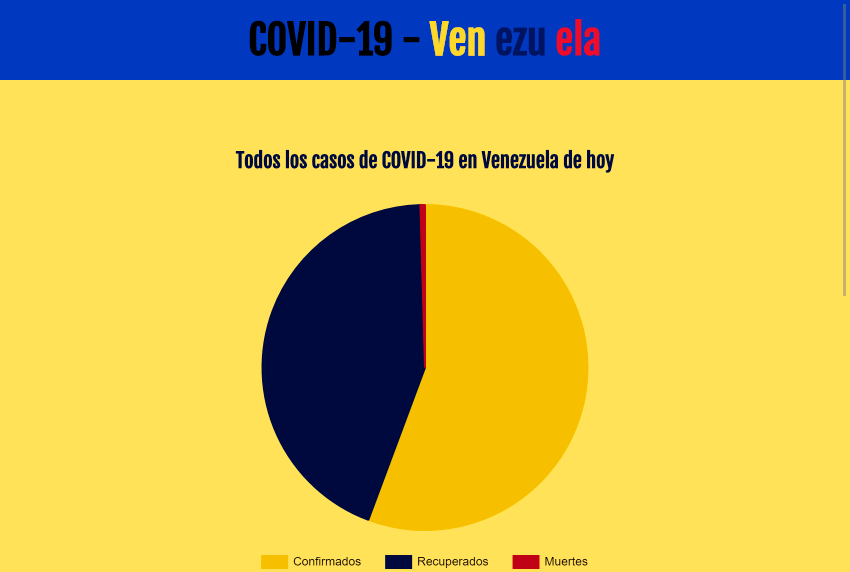 COVID-19 - Ven ezu ela
Todos los casos de COVID-19 en Venezuela de hoy
Confirmados Recuperados Muertes